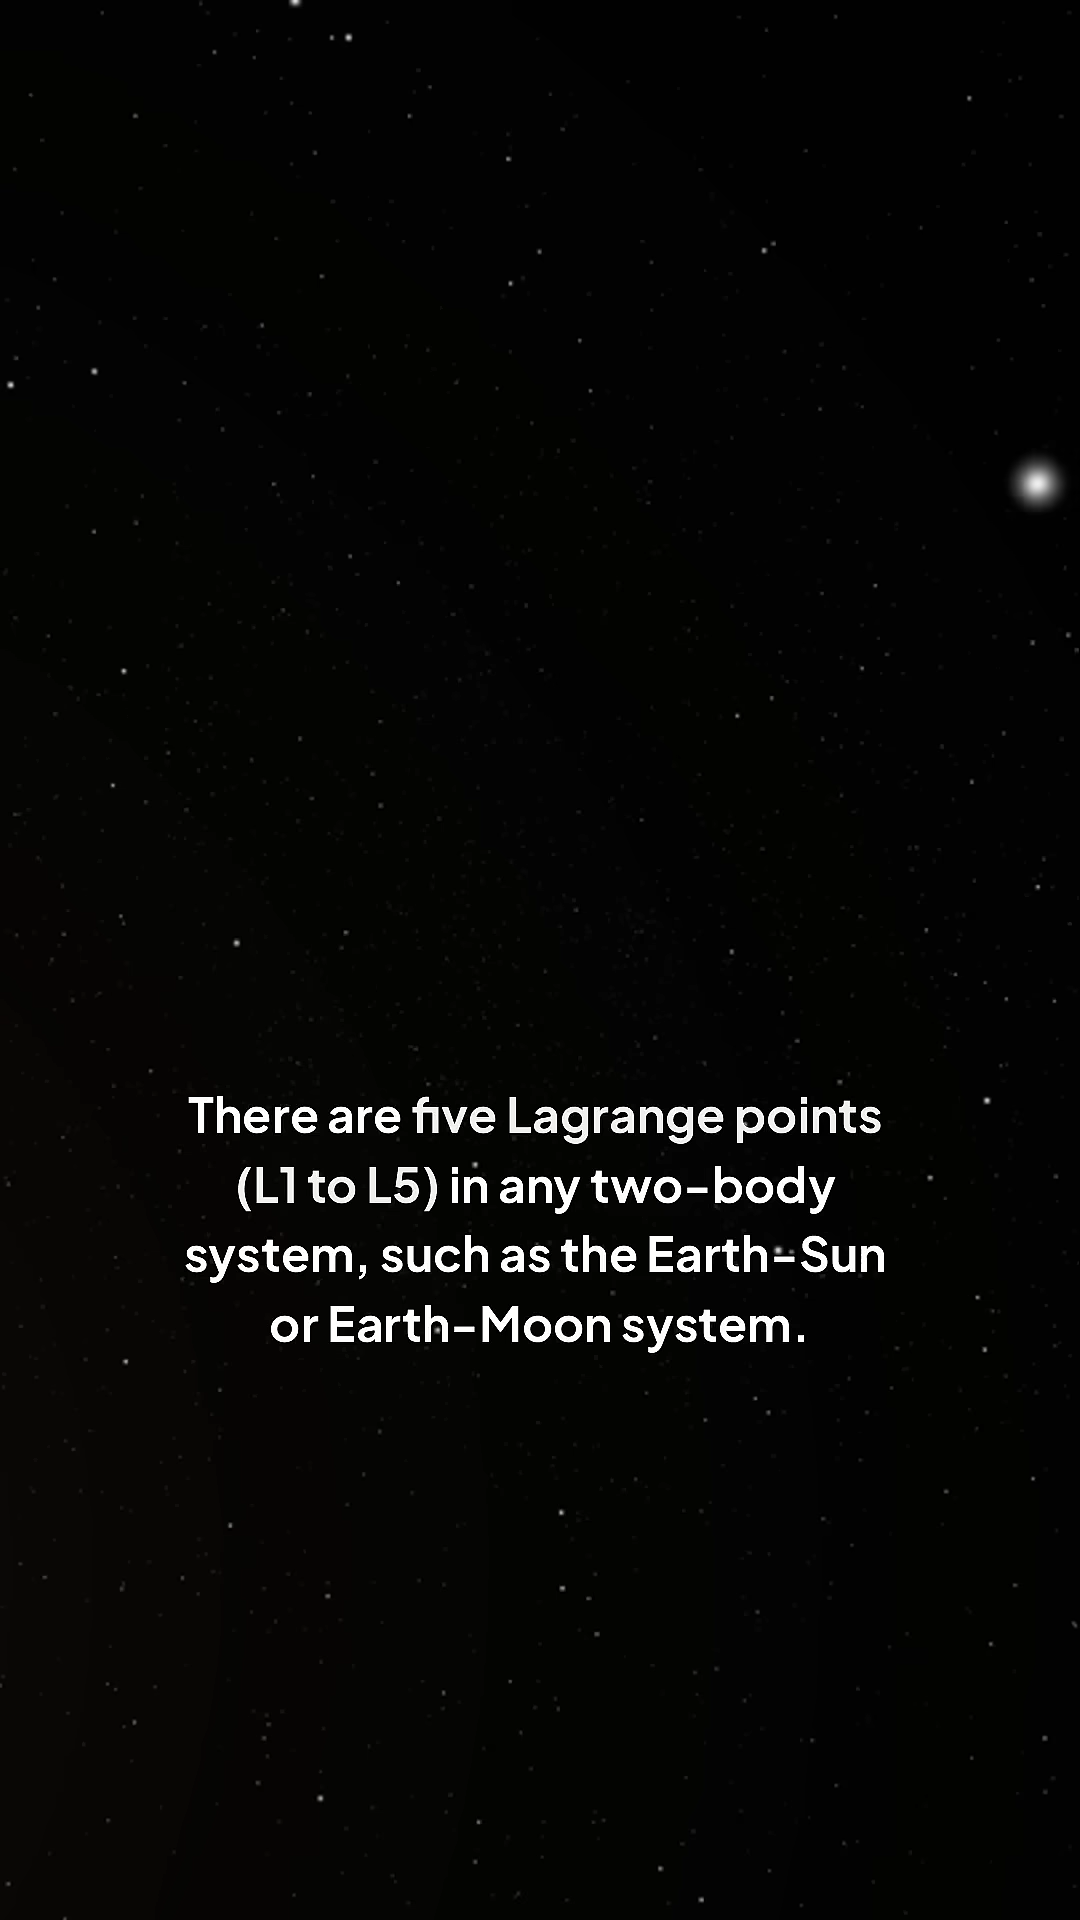 There are five Lagrange points
(L1 to L5) in any two-body
system, such as the Earth-Sun
or Earth-Moon system.